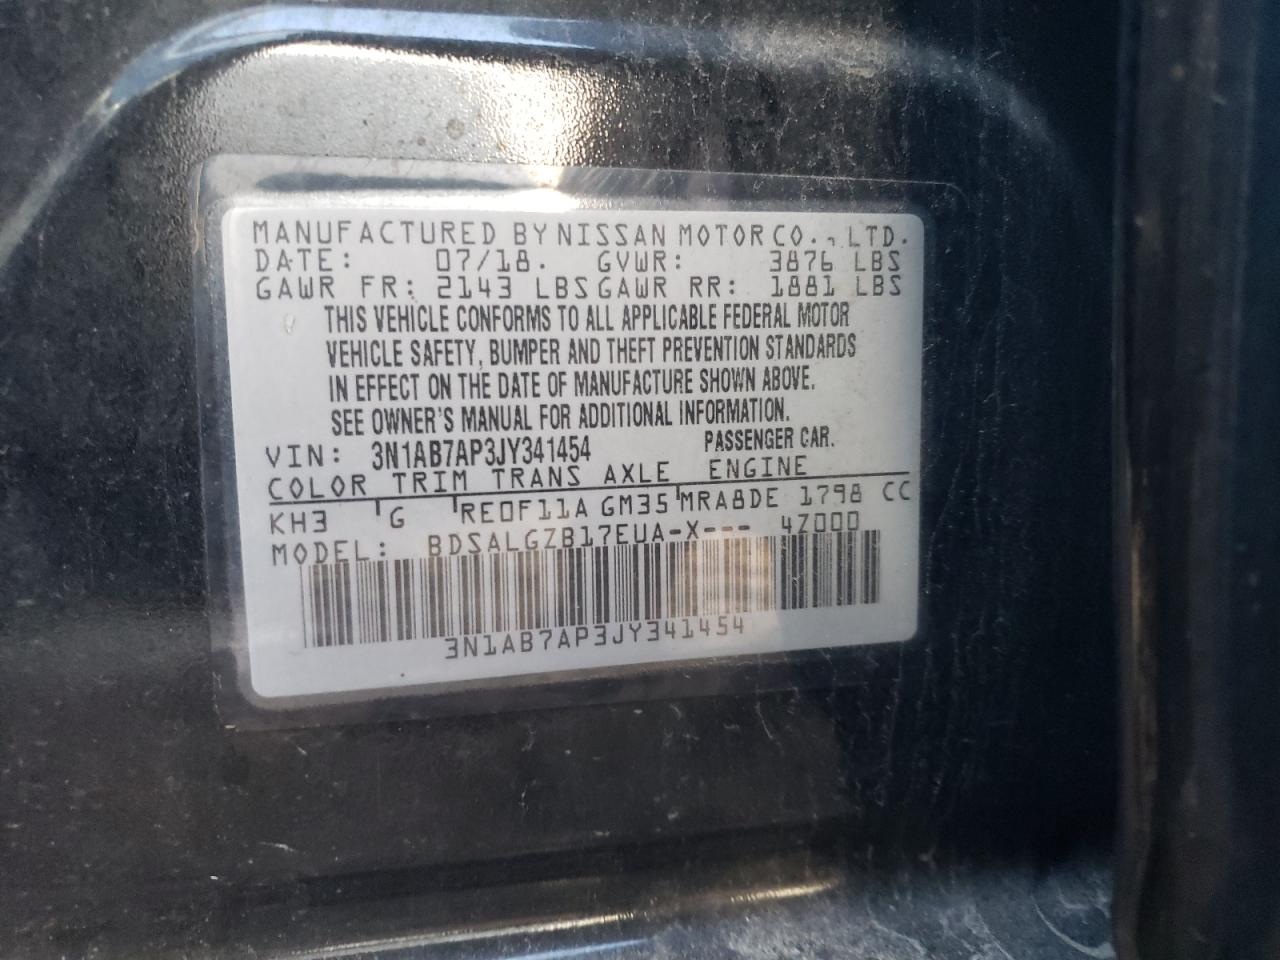 MANUFACTURED BY NISSAN MOTOR CO., LTD.
DATE: 07/18. GVWR: 3876 LBS
GAWR FR: 2143 LBS GAWR RR: 1881 LBS
THIS VEHICLE CONFORMS TO ALL APPLICABLE FEDERAL MOTOR
VEHICLE SAFETY, BUMPER AND THEFT PREVENTION STANDARDS
IN EFFECT ON THE DATE OF MANUFACTURE SHOWN ABOVE.
SEE OWNER'S MANUAL FOR ADDITIONAL INFORMATION.
VIN: 3N1AB7AP3JY341454 PASSENGER CAR.
COLOR TRIM TRANS AXLE ENGINE
KH3 G RE0F11A GM35 MRA8DE 1798 CC
MODEL: BDSALGZB17EUA-X--- 4Z000
3N1AB7AP3JY341454